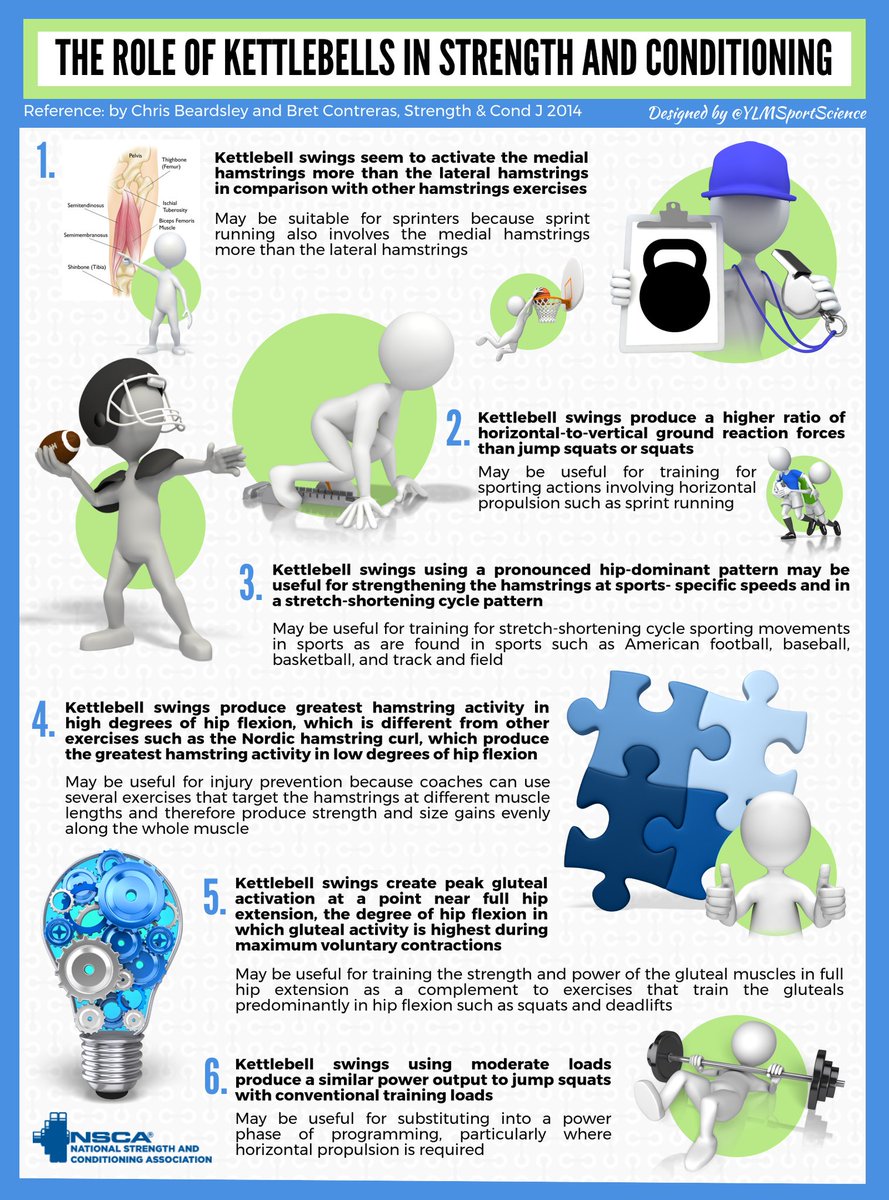 THE ROLE OF KETTLEBELLS IN STRENGTH AND CONDITIONING
Reference: by Chris Beardsley and Bret Contreras, Strength & Cond J 2014
Designed by @YLMSportScience
1.
Pelvis
Thighbone
(Femur)
Ischial
Tuberosity
Semitendinosus
Biceps Femoris
Muscle
Semimembranosus
Shinbone (Tibia)
Kettlebell swings seem to activate the medial
hamstrings more than the lateral hamstrings
in comparison with other hamstrings exercises
May be suitable for sprinters because sprint
running also involves the medial hamstrings
more than the lateral hamstrings
2.
Kettlebell swings produce a higher ratio of
horizontal-to-vertical ground reaction forces
than jump squats or squats
May be useful for training for
sporting actions involving horizontal
propulsion such as sprint running
3.
Kettlebell swings using a pronounced hip-dominant pattern may be
useful for strengthening the hamstrings at sports- specific speeds and in
a stretch-shortening cycle pattern
May be useful for training for stretch-shortening cycle sporting movements
in sports as are found in sports such as American football, baseball,
basketball, and track and field
4.
Kettlebell swings produce greatest hamstring activity in
high degrees of hip flexion, which is different from other
exercises such as the Nordic hamstring curl, which produce
the greatest hamstring activity in low degrees of hip flexion
May be useful for injury prevention because coaches can use
several exercises that target the hamstrings at different muscle
lengths and therefore produce strength and size gains evenly
along the whole muscle
5.
Kettlebell swings create peak gluteal
activation at a point near full hip
extension, the degree of hip flexion in
which gluteal activity is highest during
maximum voluntary contractions
May be useful for training the strength and power of the gluteal muscles in full
hip extension as a complement to exercises that train the gluteals
predominantly in hip flexion such as squats and deadlifts
6.
Kettlebell swings using moderate loads
produce a similar power output to jump squats
with conventional training loads
May be useful for substituting into a power
phase of programming, particularly where
horizontal propulsion is required
NSCA®
NATIONAL STRENGTH AND
CONDITIONING ASSOCIATION